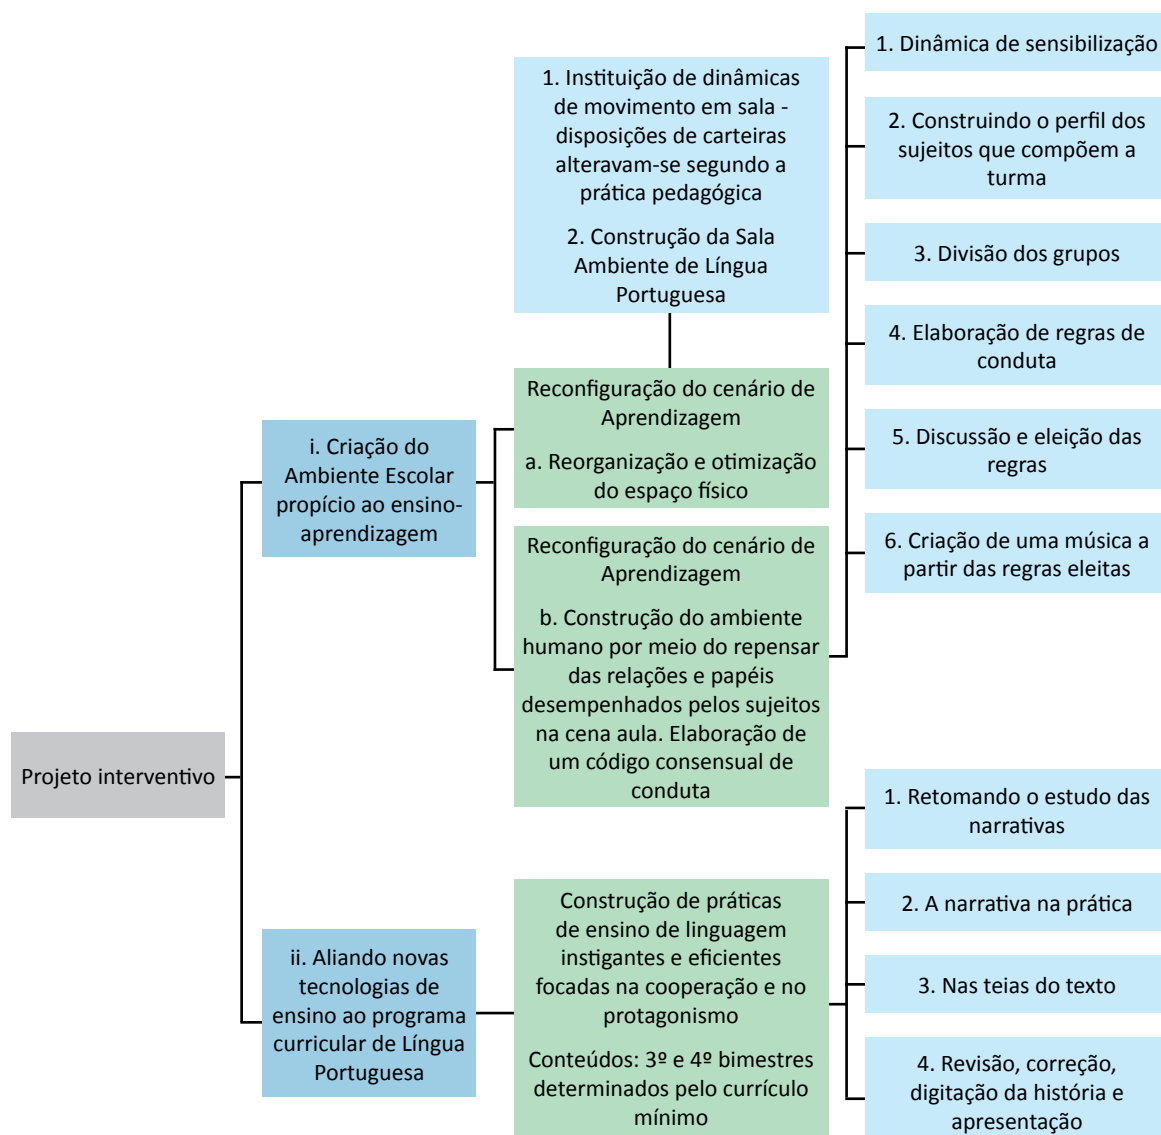 Projeto interventivo
i. Criação do
Ambiente Escolar
propício ao ensino-
aprendizagem
1. Instituição de dinâmicas
de movimento em sala -
disposições de carteiras
alteravam-se segundo a
prática pedagógica
2. Construção da Sala
Ambiente de Língua
Portuguesa
Reconfiguração do cenário de
Aprendizagem
a. Reorganização e otimização
do espaço físico
Reconfiguração do cenário de
Aprendizagem
b. Construção do ambiente
humano por meio do repensar
das relações e papéis
desempenhados pelos sujeitos
na cena aula. Elaboração de
um código consensual de
conduta
1. Dinâmica de sensibilização
2. Construindo o perfil dos
sujeitos que compõem a
turma
3. Divisão dos grupos
4. Elaboração de regras de
conduta
5. Discussão e eleição das
regras
6. Criação de uma música a
partir das regras eleitas
ii. Aliando novas
tecnologias de
ensino ao programa
curricular de Língua
Portuguesa
Construção de práticas
de ensino de linguagem
instigantes e eficientes
focadas na cooperação e no
protagonismo
Conteúdos: 3º e 4º bimestres
determinados pelo currículo
mínimo
1. Retomando o estudo das
narrativas
2. A narrativa na prática
3. Nas teias do texto
4. Revisão, correção,
digitação da história e
apresentação